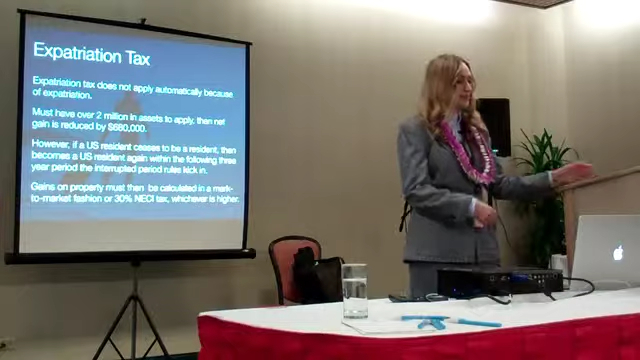 Expatriation Tax
Expatriation tax does not apply automatically because
of expatriation.
Must have over 2 million in assets to apply, then net
gain is reduced by $680,000.
However, if a US resident ceases to be a resident, then
becomes a US resident again within the following three
year period the interrupted period rules kick in.
Gains on property must then be calculated in a mark-
to-market fashion or 30% NECI tax, whichever is higher.